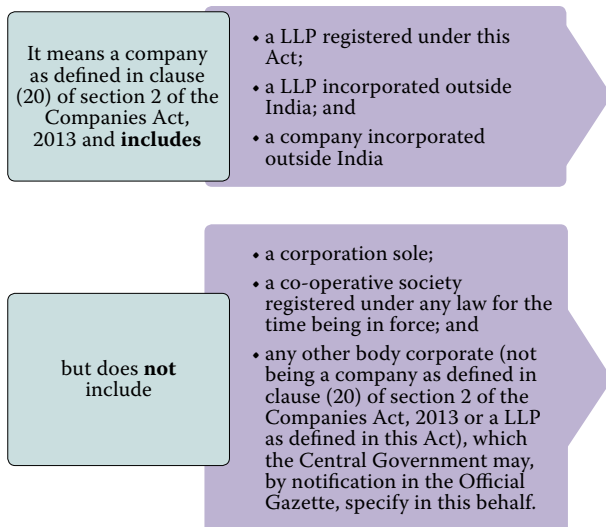 It means a company
as defined in clause
(20) of section 2 of the
Companies Act,
2013 and includes
• a LLP registered under this
Act;
• a LLP incorporated outside
India; and
• a company incorporated
outside India
but does not
include
• a corporation sole;
• a co-operative society
registered under any law for the
time being in force; and
• any other body corporate (not
being a company as defined in
clause (20) of section 2 of the
Companies Act, 2013 or a LLP
as defined in this Act), which
the Central Government may,
by notification in the Official
Gazette, specify in this behalf.